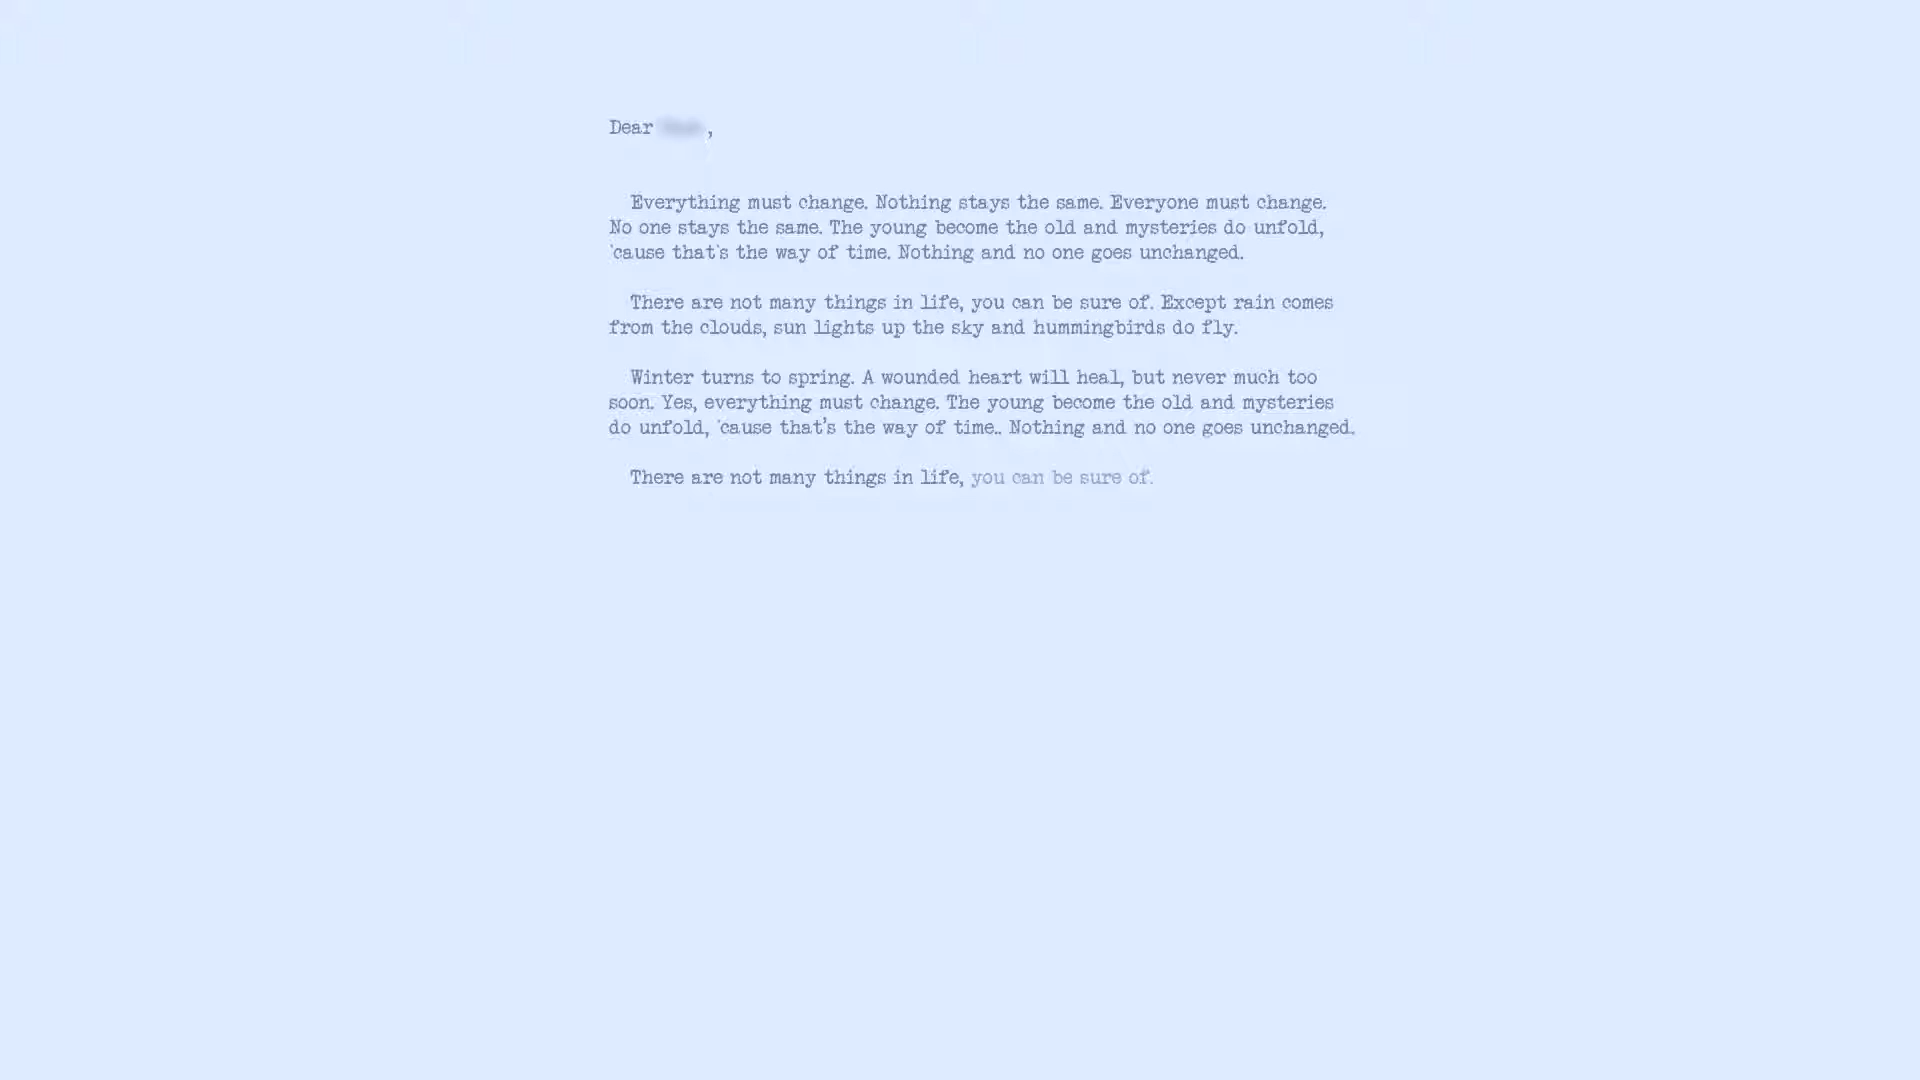 Dear ,
Everything must change. Nothing stays the same. Everyone must change.
No one stays the same. The young become the old and mysteries do unfold,
'cause that's the way of time. Nothing and no one goes unchanged.
There are not many things in life, you can be sure of. Except rain comes
from the clouds, sun lights up the sky and hummingbirds do fly.
Winter turns to spring. A wounded heart will heal, but never much too
soon. Yes, everything must change. The young become the old and mysteries
do unfold, 'cause that's the way of time.. Nothing and no one goes unchanged.
There are not many things in life, you can be sure of.